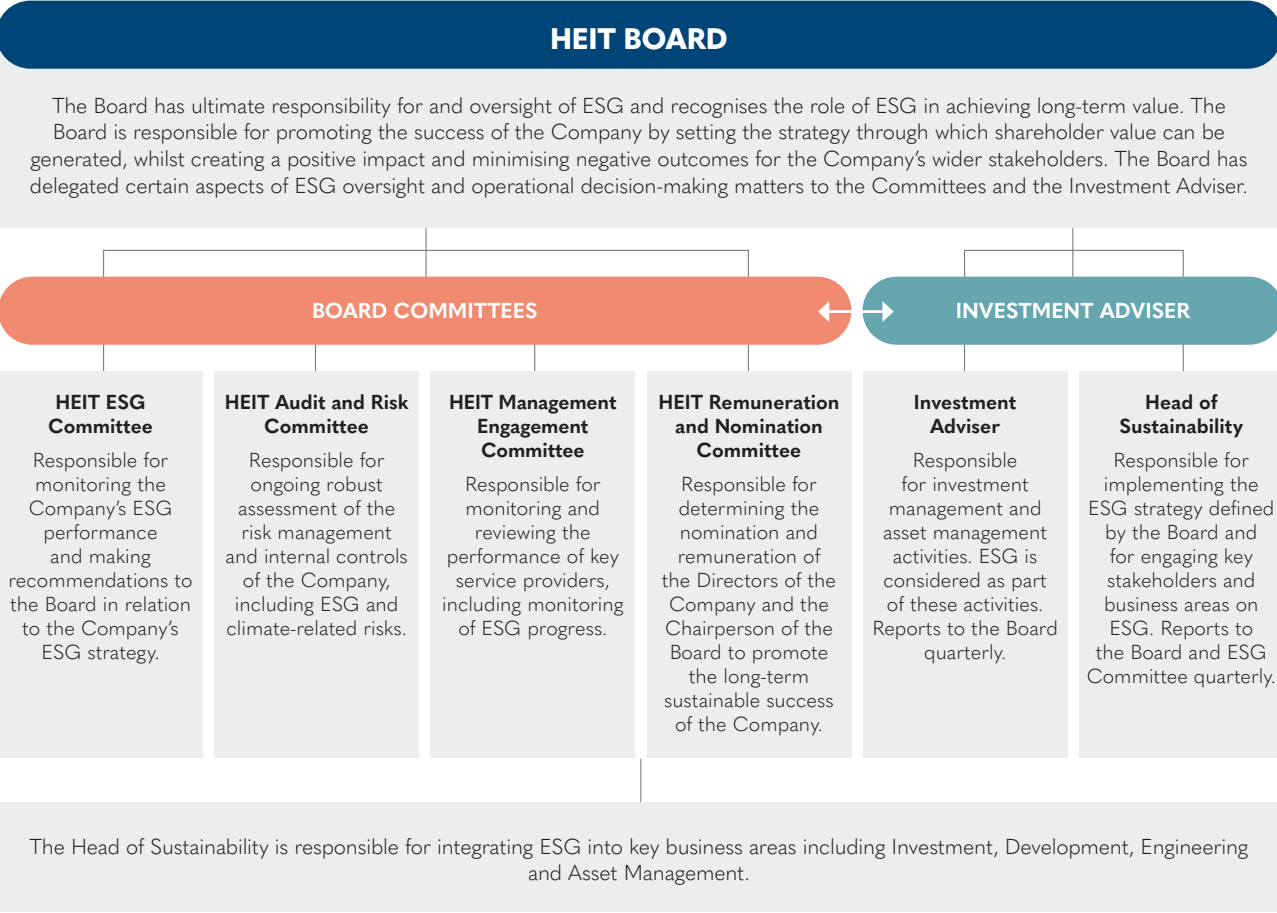 HEIT BOARD
The Board has ultimate responsibility for and oversight of ESG and recognises the role of ESG in achieving long-term value. The
Board is responsible for promoting the success of the Company by setting the strategy through which shareholder value can be
generated, whilst creating a positive impact and minimising negative outcomes for the Company’s wider stakeholders. The Board has
delegated certain aspects of ESG oversight and operational decision-making matters to the Committees and the Investment Adviser.
BOARD COMMITTEES
INVESTMENT ADVISER
HEIT ESG
Committee
Responsible for
monitoring the
Company’s ESG
performance
and making
recommendations to
the Board in relation
to the Company’s
ESG strategy.
HEIT Audit and Risk
Committee
Responsible for
ongoing robust
assessment of the
risk management
and internal controls
of the Company,
including ESG and
climate-related risks.
HEIT Management
Engagement
Committee
Responsible for
monitoring and
reviewing the
performance of key
service providers,
including monitoring
of ESG progress.
HEIT Remuneration
and Nomination
Committee
Responsible for
determining the
nomination and
remuneration of
the Directors of the
Company and the
Chairperson of the
Board to promote
the long-term
sustainable success
of the Company.
Investment
Adviser
Responsible
for investment
management and
asset management
activities. ESG is
considered as part
of these activities.
Reports to the Board
quarterly.
Head of
Sustainability
Responsible for
implementing the
ESG strategy defined
by the Board and
for engaging key
stakeholders and
business areas on
ESG. Reports to
the Board and ESG
Committee quarterly.
The Head of Sustainability is responsible for integrating ESG into key business areas including Investment, Development, Engineering
and Asset Management.